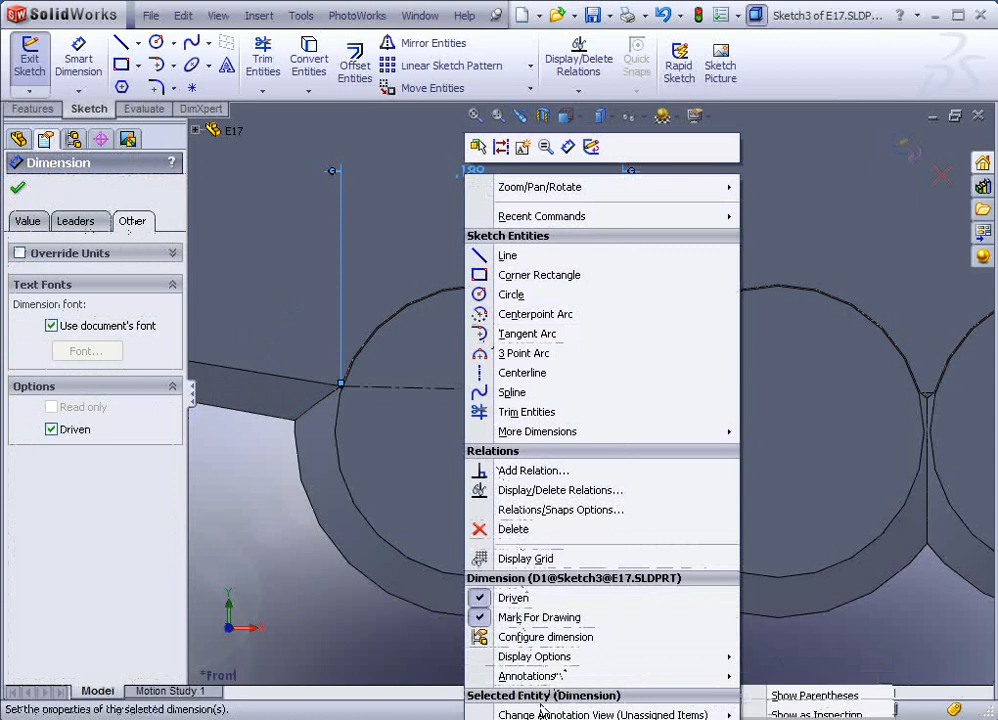 SolidWorks File Edit View Insert Tools PhotoWorks Window Help Sketch3 of E17.SLDP...
Exit Sketch
Smart Dimension
Trim Entities
Convert Entities
Offset Entities
Mirror Entities
Linear Sketch Pattern
Move Entities
Display/Delete Relations
Quick Snaps
Rapid Sketch
Sketch Picture
Features Sketch Evaluate DimXpert
E17
Dimension ?
Value Leaders Other
Override Units
Text Fonts
Dimension font:
Use document's font
Font...
Options
Read only
Driven
Zoom/Pan/Rotate
Recent Commands
Sketch Entities
Line
Corner Rectangle
Circle
Centerpoint Arc
Tangent Arc
3 Point Arc
Centerline
Spline
Trim Entities
More Dimensions
Relations
Add Relation...
Display/Delete Relations...
Relations/Snaps Options...
Delete
Display Grid
Dimension (D1@Sketch3@E17.SLDPRT)
Driven
Mark For Drawing
Configure dimension
Display Options
Annotations
Selected Entity (Dimension)
Change Annotation View (Unassigned Items)
Show Parentheses
Show as Inspection
Y
X
*Front
Model Motion Study 1
Set the properties of the selected dimension(s).